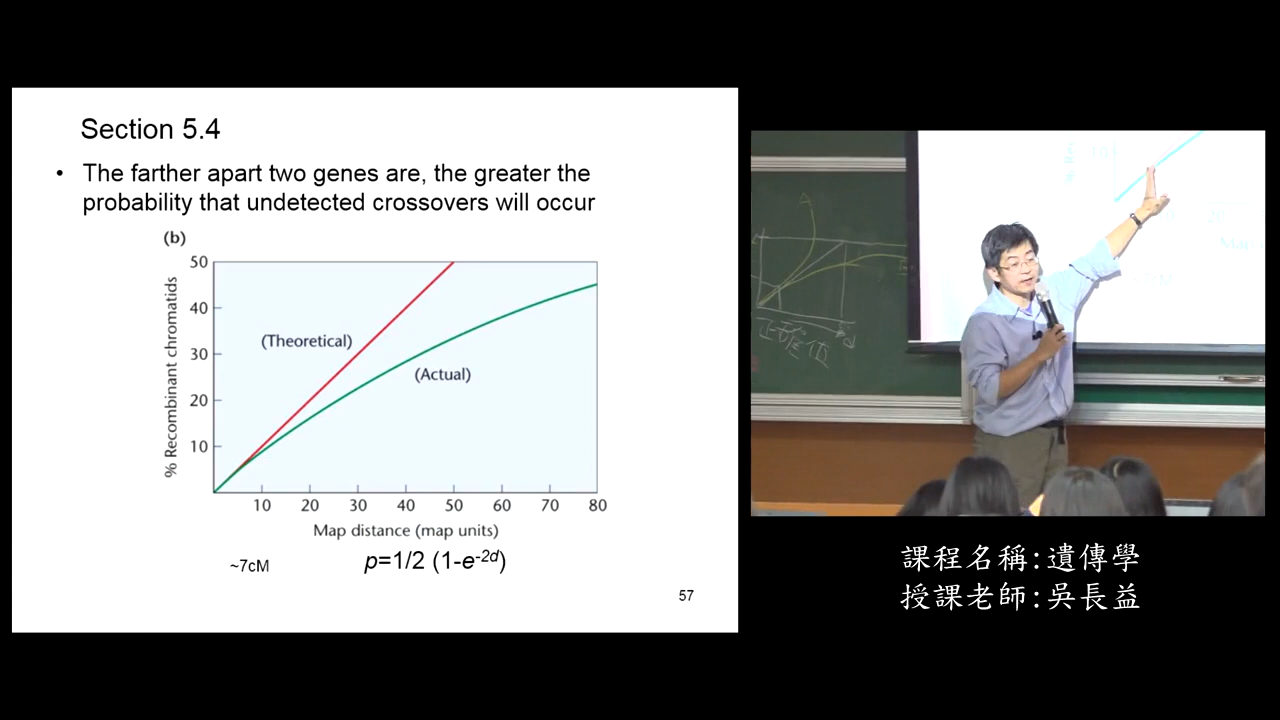 Section 5.4
• The farther apart two genes are, the greater the
probability that undetected crossovers will occur
(b)
% Recombinant chromatids
50
40
30
20
10
(Theoretical)
(Actual)
10 20 30 40 50 60 70 80
Map distance (map units)
~7cM
p=1/2 (1-e-2d)
57
10
20
課程名稱:遺傳學
授課老師:吳長益